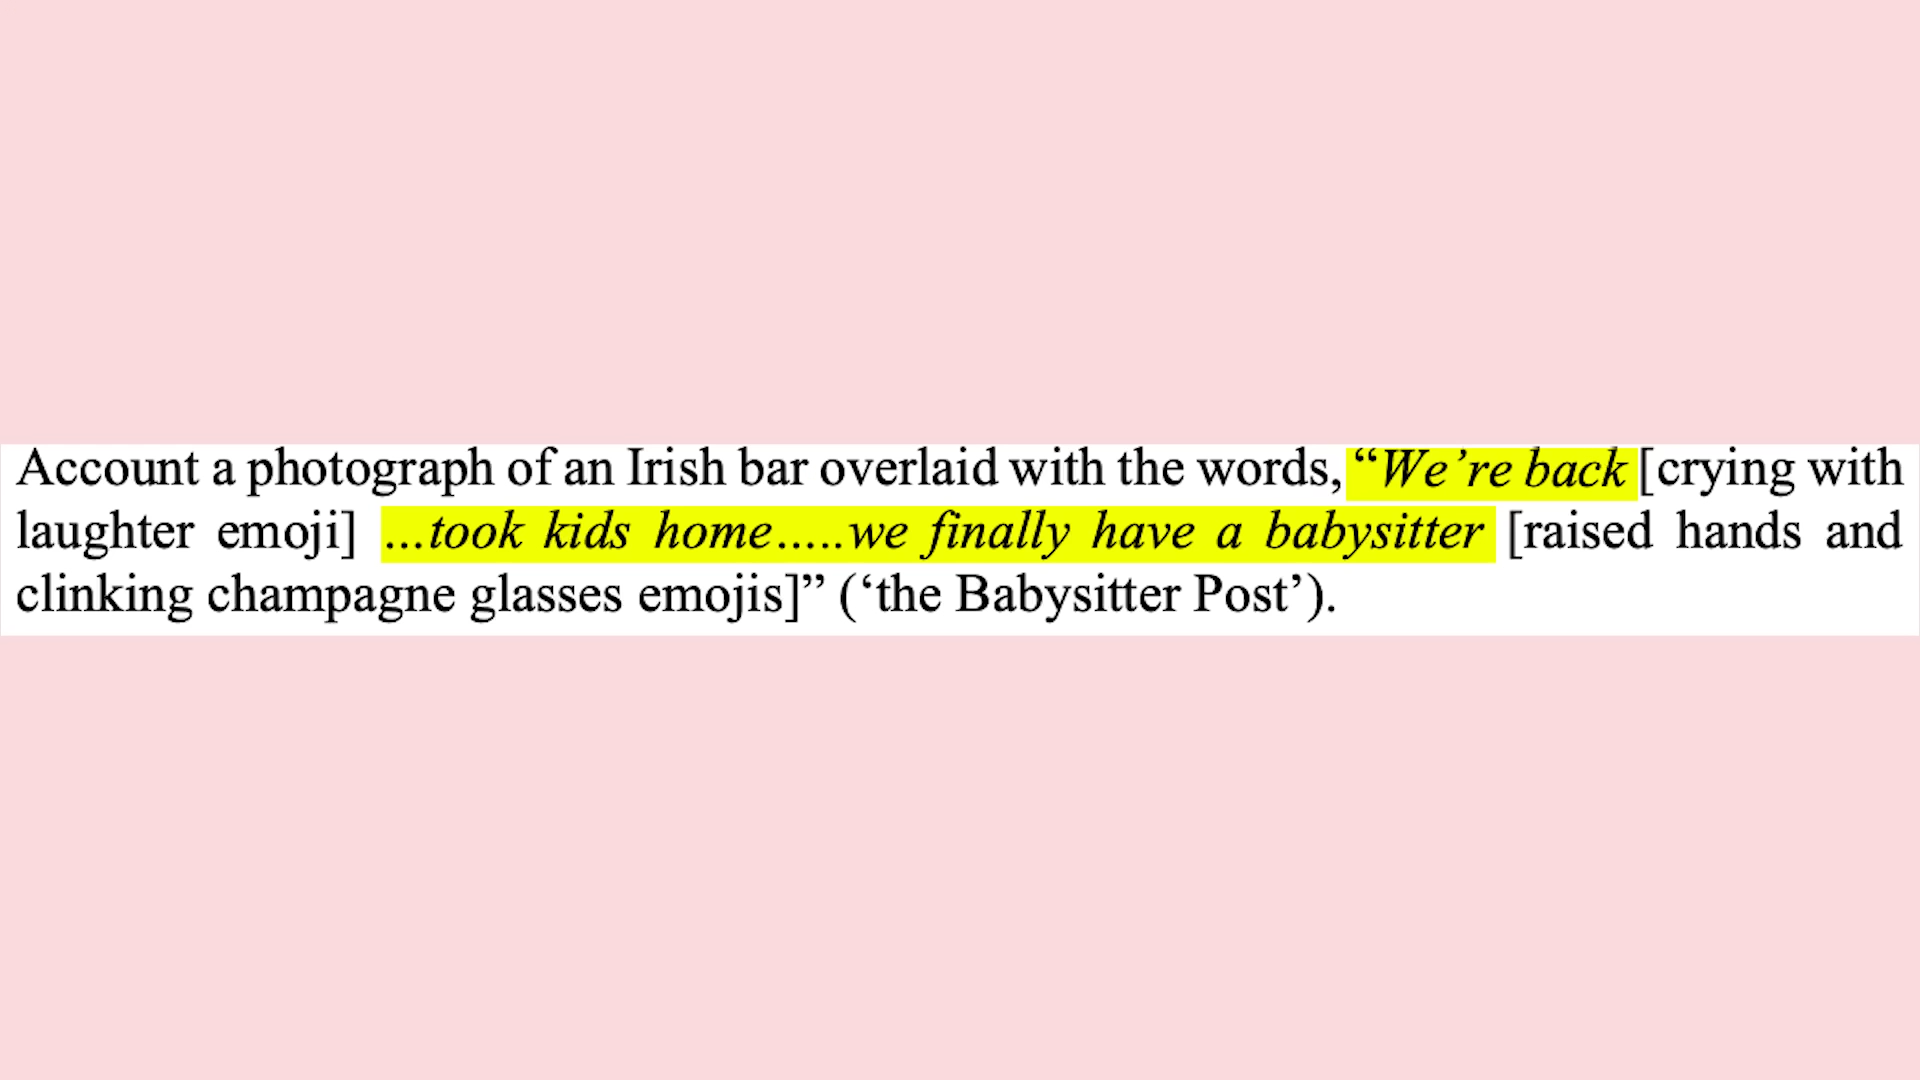 Account a photograph of an Irish bar overlaid with the words, “We’re back [crying with
laughter emoji] ...took kids home.....we finally have a babysitter [raised hands and
clinking champagne glasses emojis]” (‘the Babysitter Post’).